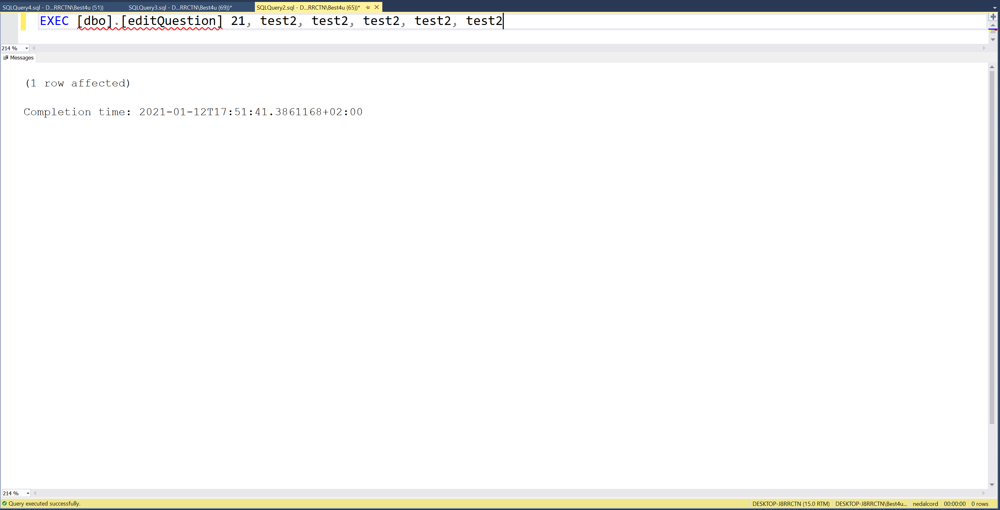 SQLQuery4.sql - D...RRCTN\Best4u (51)) SQLQuery3.sql - D...RRCTN\Best4u (69))* SQLQuery2.sql - D...RRCTN\Best4u (65))*
EXEC [dbo].[editQuestion] 21, test2, test2, test2, test2, test2
214 %
Messages
(1 row affected)
Completion time: 2021-01-12T17:51:41.3861168+02:00
214 %
Query executed successfully. DESKTOP-J8RRCTN (15.0 RTM) DESKTOP-J8RRCTN\Best4u... nedalcord 00:00:00 0 rows